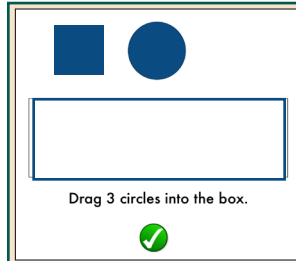 Drag 3 circles into the box.